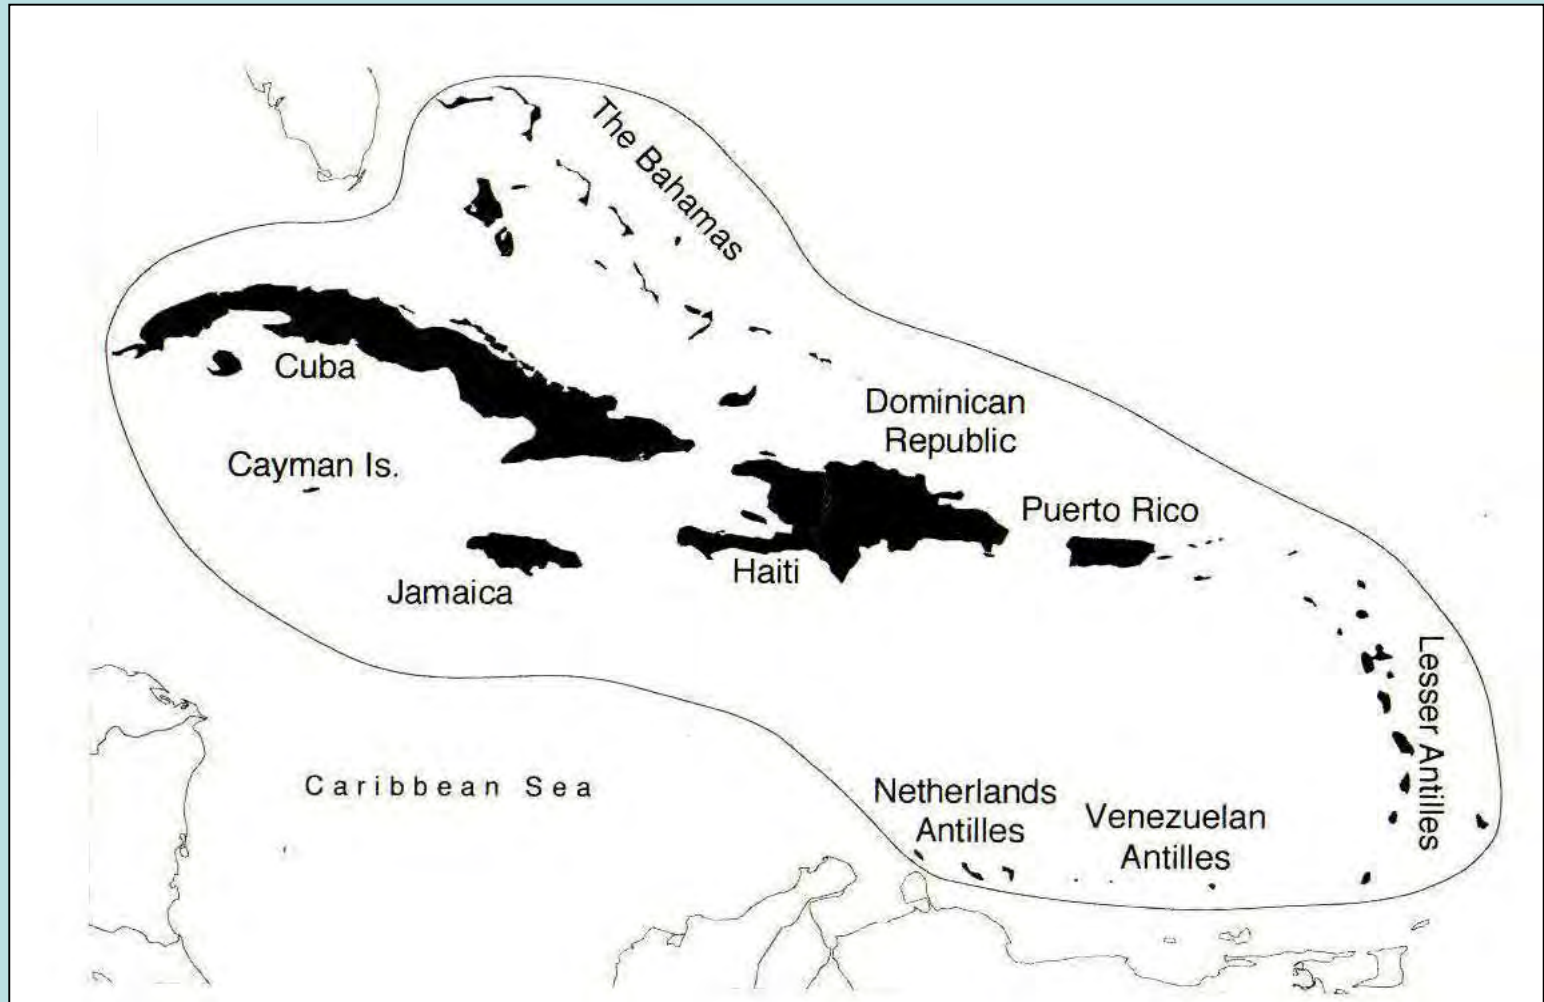 The Bahamas
Cuba
Dominican
Republic
Cayman Is.
Puerto Rico
Haiti
Jamaica
Lesser Antilles
Caribbean Sea
Netherlands
Antilles
Venezuelan
Antilles